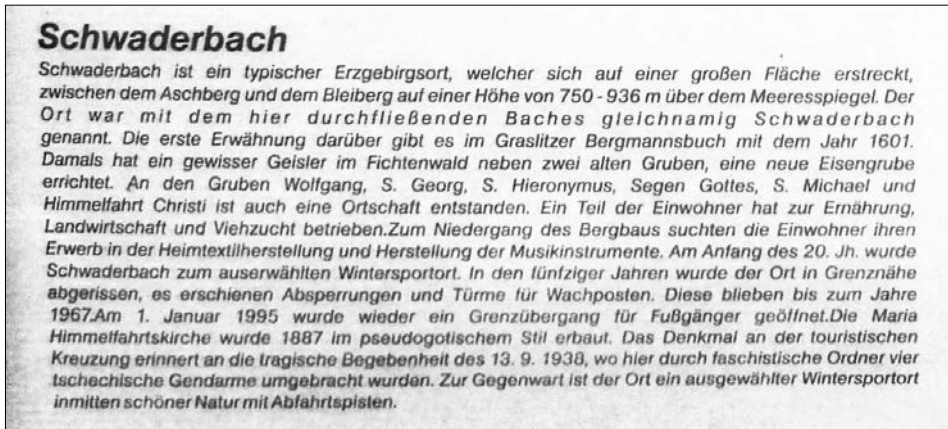 Schwaderbach
Schwaderbach ist ein typischer Erzgebirgsort, welcher sich auf einer großen Fläche erstreckt,
zwischen dem Aschberg und dem Bleiberg auf einer Höhe von 750 - 936 m über dem Meeresspiegel. Der
Ort war mit dem hier durchfließenden Baches gleichnamig Schwaderbach
genannt. Die erste Erwähnung darüber gibt es im Graslitzer Bergmannsbuch mit dem Jahr 1601.
Damals hat ein gewisser Geisler im Fichtenwald neben zwei alten Gruben, eine neue Eisengrube
errichtet. An den Gruben Wolfgang, S. Georg, S. Hieronymus, Segen Gottes, S. Michael und
Himmelfahrt Christi ist auch eine Ortschaft entstanden. Ein Teil der Einwohner hat zur Ernährung,
Landwirtschaft und Viehzucht betrieben.Zum Niedergang des Bergbaus suchten die Einwohner ihren
Erwerb in der Heimtextilherstellung und Herstellung der Musikinstrumente. Am Anfang des 20. Jh. wurde
Schwaderbach zum auserwählten Wintersportort. In den fünfziger Jahren wurde der Ort in Grenznähe
abgerissen, es erschienen Absperrungen und Türme für Wachposten. Diese blieben bis zum Jahre
1967.Am 1. Januar 1995 wurde wieder ein Grenzübergang für Fußgänger geöffnet.Die Maria
Himmelfahrtskirche wurde 1887 im pseudogotischem Stil erbaut. Das Denkmal an der touristischen
Kreuzung erinnert an die tragische Begebenheit des 13. 9. 1938, wo hier durch faschistische Ordner vier
tschechische Gendarme umgebracht wurden. Zur Gegenwart ist der Ort ein ausgewählter Wintersportort
inmitten schöner Natur mit Abfahrtspisten.